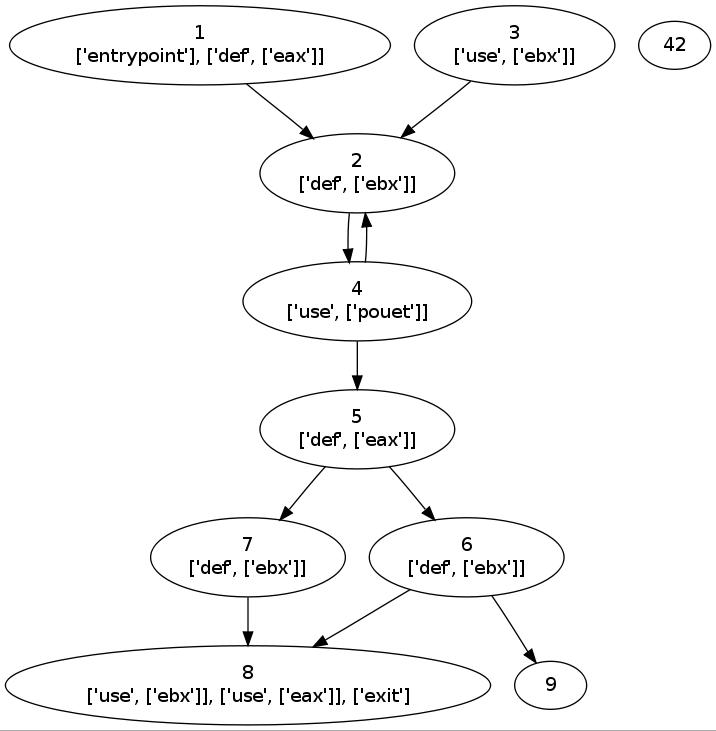 1
['entrypoint'], ['def', ['eax']]
3
['use', ['ebx']]
42
2
['def', ['ebx']]
4
['use', ['pouet']]
5
['def', ['eax']]
7
['def', ['ebx']]
6
['def', ['ebx']]
8
['use', ['ebx']], ['use', ['eax']], ['exit']
9